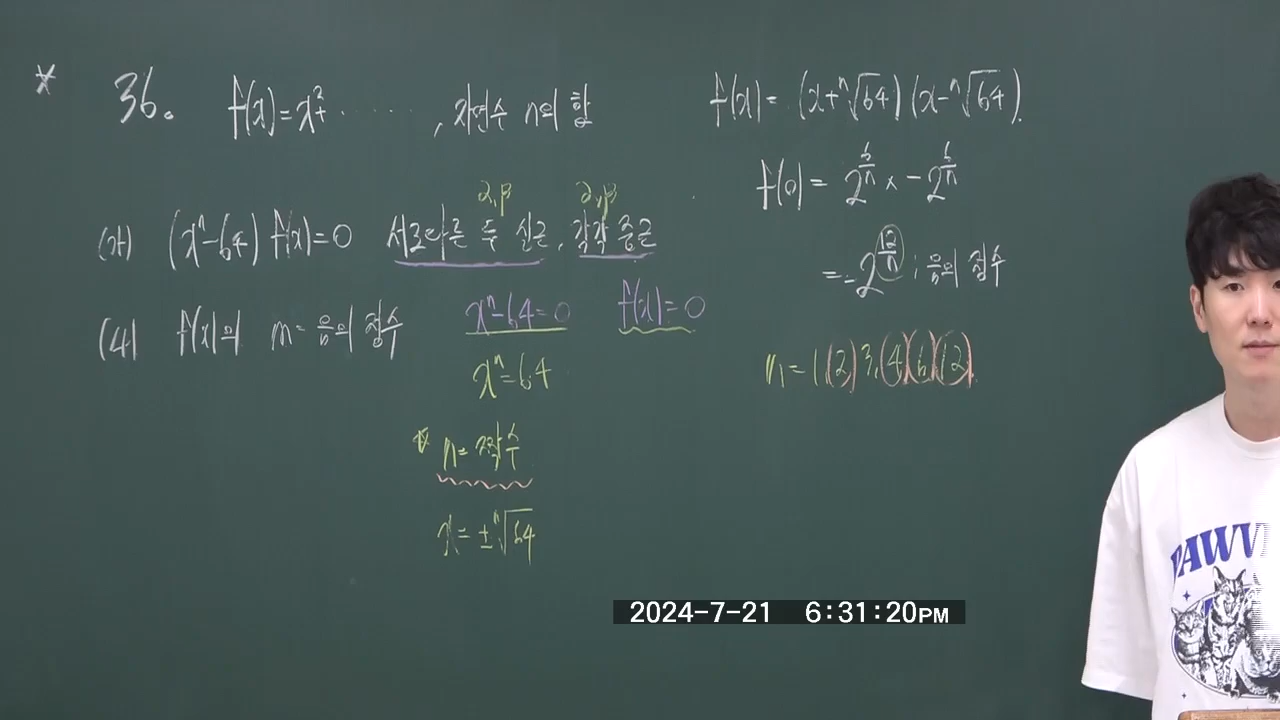 * 36. f(x)=x²+ ······· , 자연수 n의 합
(가) (xⁿ-64) f(x)=0 서로다른 두 실근, 각각 중근
α,β α,β
xⁿ-64=0 f(x)=0
(나) f(x)의 m= 음의 정수
xⁿ=64
* n= 짝수
x=±ⁿ√64
f(x)= (x+ⁿ√64)(x-ⁿ√64).
f(0)= 2^(6/n) × -2^(6/n)
=-2^(12/n) : 음의 정수
n= 1,(2) 3,(4)(6)(12).
2024-7-21 6:31:20PM
PAWV